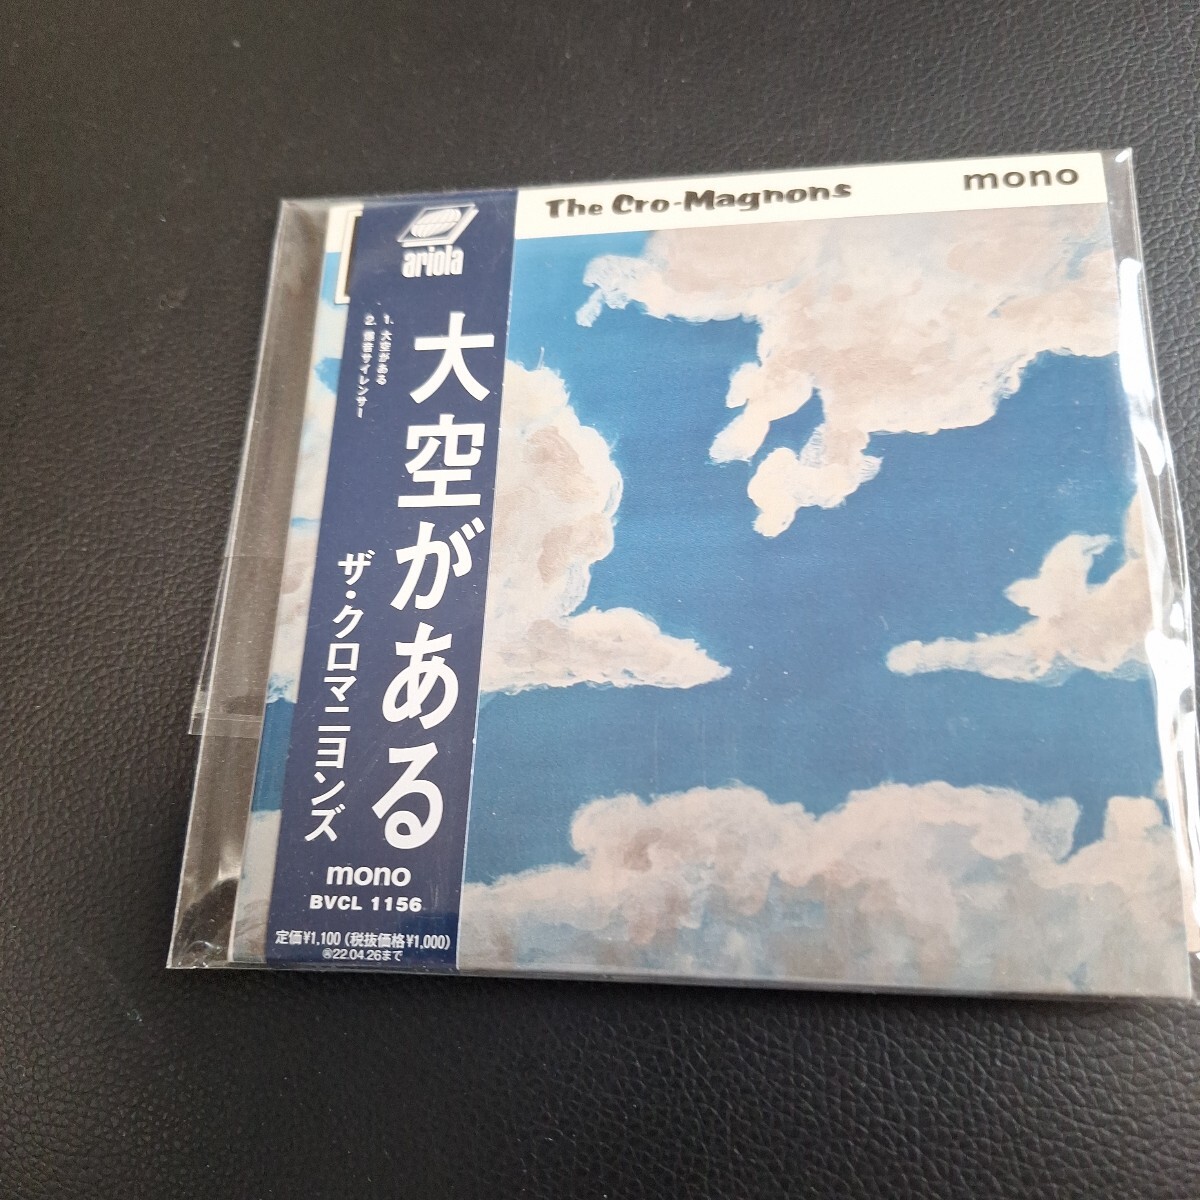 The Cro-Magnons
mono
ariola
大空がある
1. 大空がある
2. 爆音サイレンサー
ザ・クロマニヨンズ
mono
BVCL 1156
定価¥1,100 (税抜価格¥1,000)
22.04.26まで